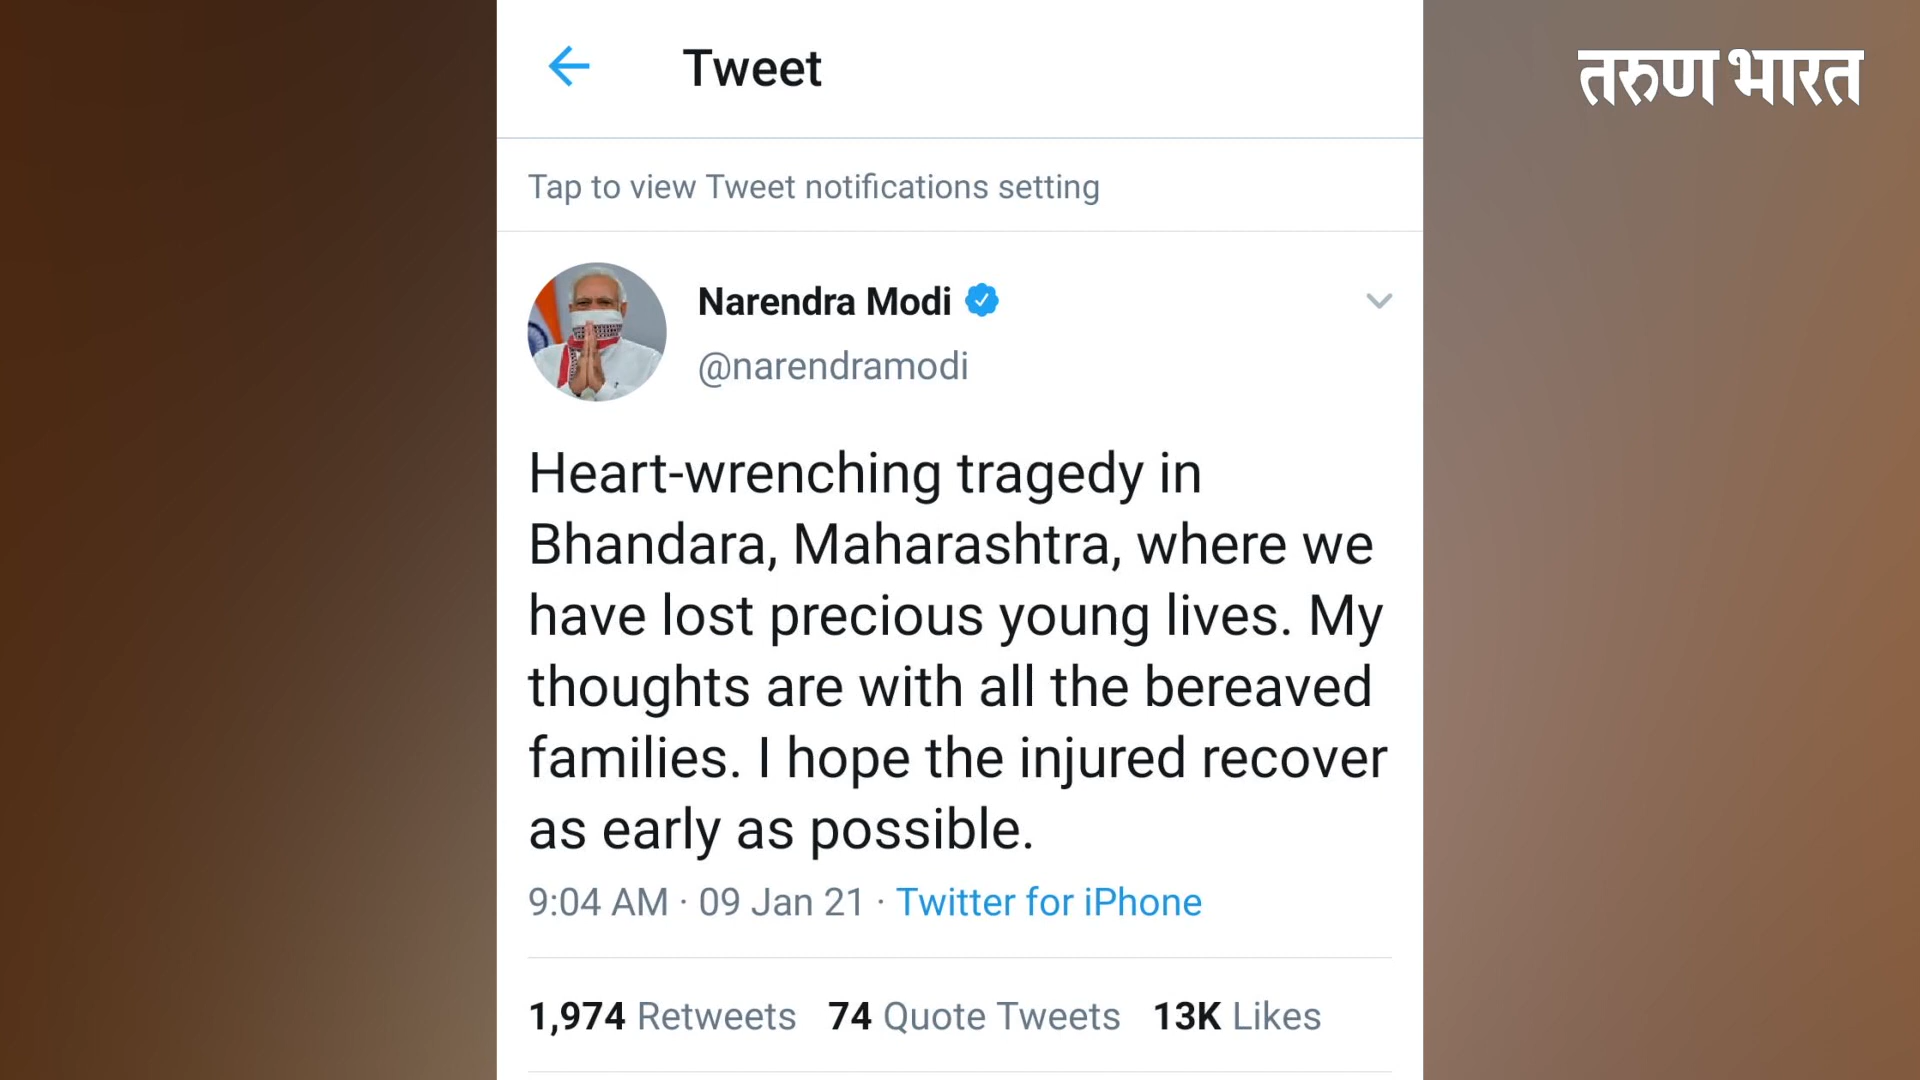 Tweet
तरुण भारत
Tap to view Tweet notifications setting
Narendra Modi
@narendramodi
Heart-wrenching tragedy in
Bhandara, Maharashtra, where we
have lost precious young lives. My
thoughts are with all the bereaved
families. I hope the injured recover
as early as possible.
9:04 AM · 09 Jan 21 · Twitter for iPhone
1,974 Retweets 74 Quote Tweets 13K Likes